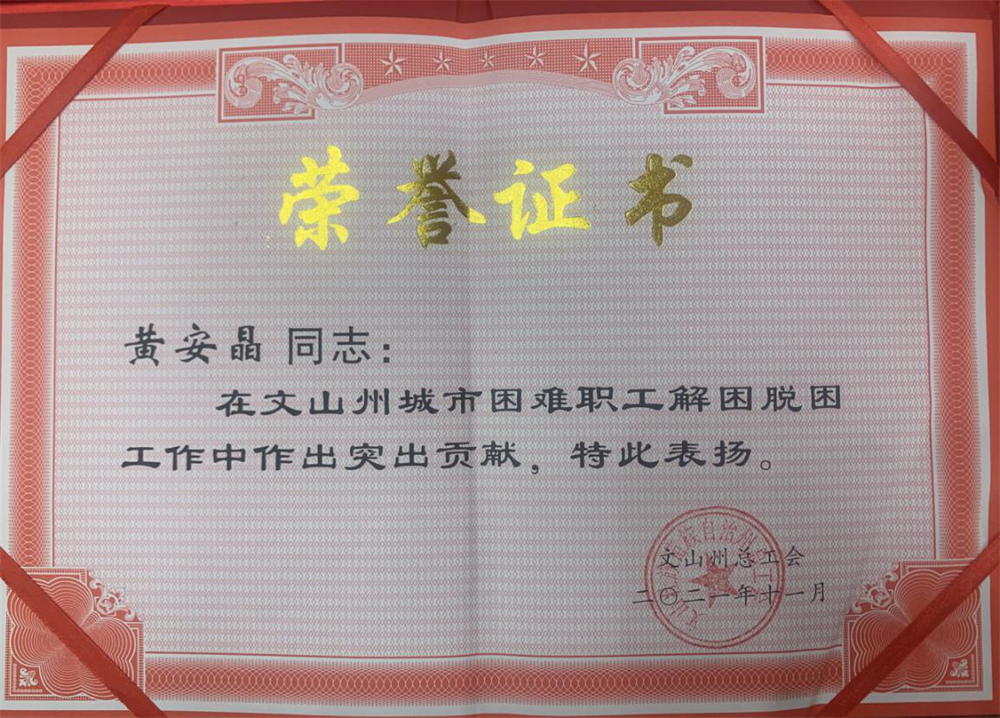 荣誉证书
黄安晶 同志：
在文山州城市困难职工解困脱困
工作中作出突出贡献，特此表扬。
文山州总工会
二〇二一年十一月